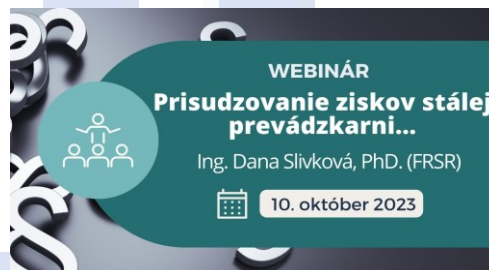 WEBINÁR
Prisudzovanie ziskov stálej
prevádzkarni...
Ing. Dana Slivková, PhD. (FRSR)
10. október 2023